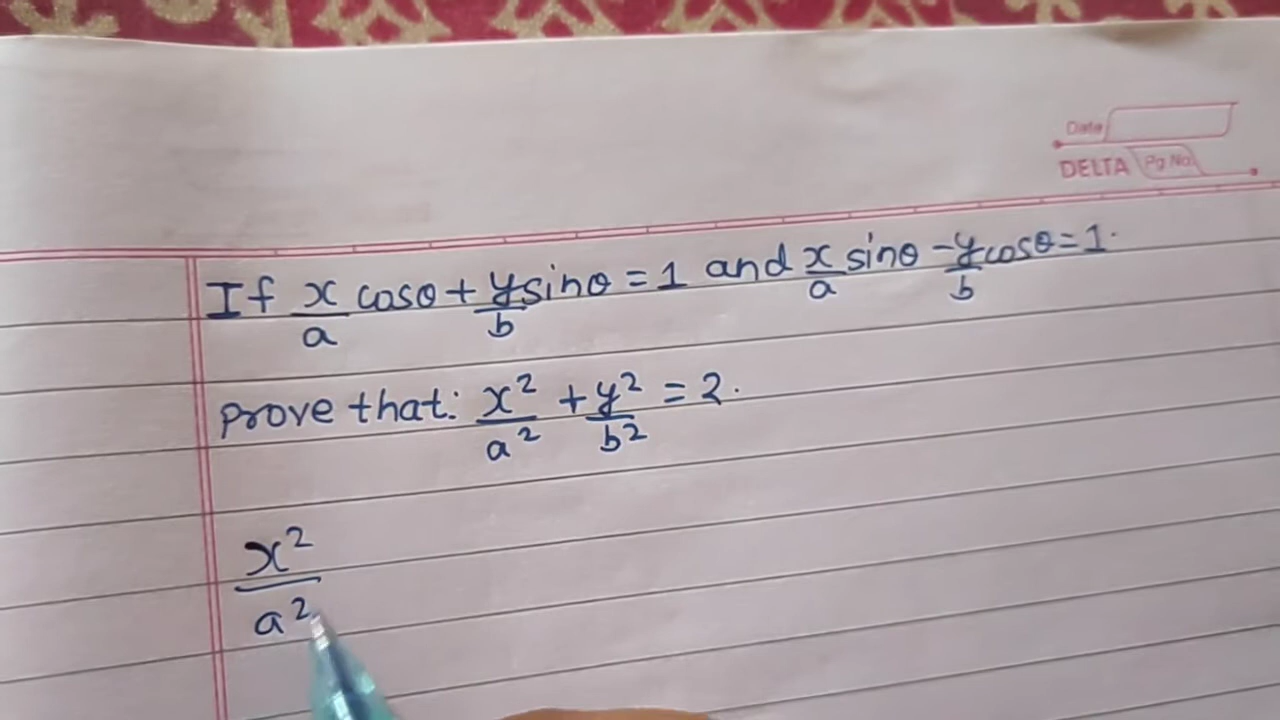 Date
DELTA Pg No
If x/a cosθ + y/b sinθ = 1 and x/a sinθ - y/b cosθ = 1.
prove that: x²/a² + y²/b² = 2.
x²/a²